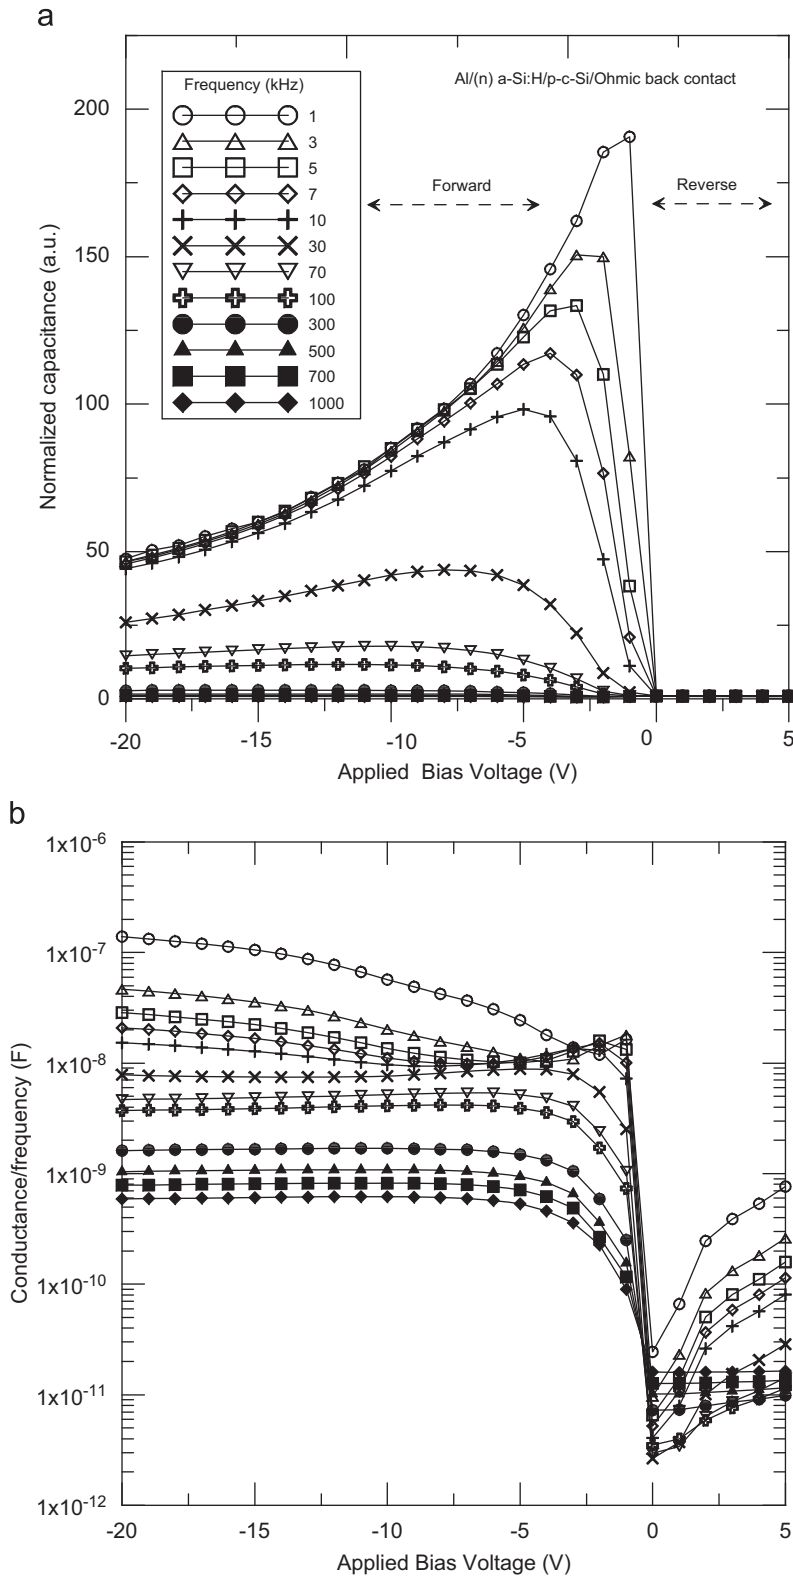 a
Al/(n) a-Si:H/p-c-Si/Ohmic back contact
Frequency (kHz)
1
3
5
7
10
30
70
100
300
500
700
1000
Forward
Reverse
Normalized capacitance (a.u.)
200
150
100
50
0
-20
-15
-10
-5
0
5
Applied Bias Voltage (V)
b
Conductance/frequency (F)
1x10⁻⁶
1x10⁻⁷
1x10⁻⁸
1x10⁻⁹
1x10⁻¹⁰
1x10⁻¹¹
1x10⁻¹²
-20
-15
-10
-5
0
5
Applied Bias Voltage (V)